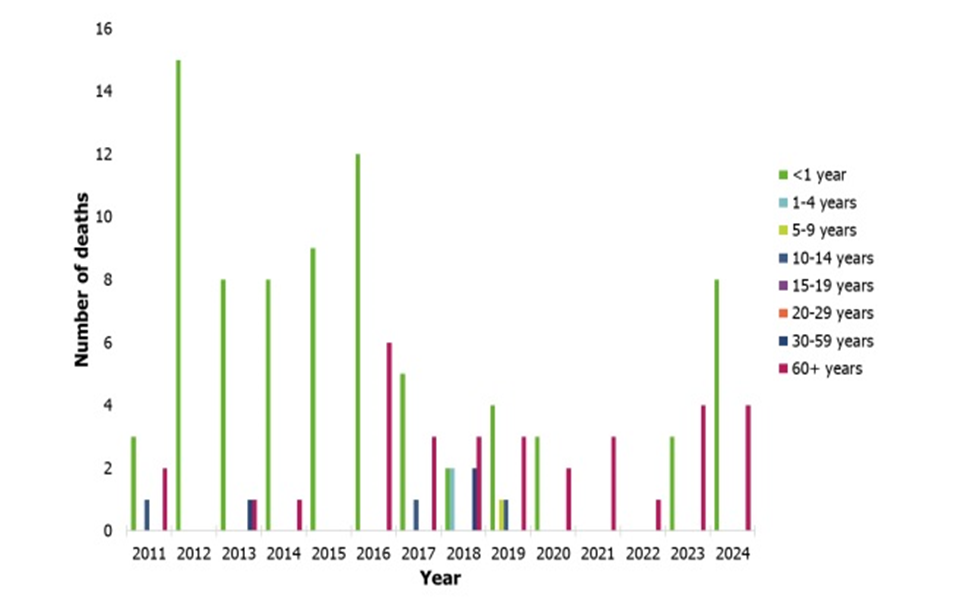 16
14
12
10
8
6
4
2
0
Number of deaths
2011 2012 2013 2014 2015 2016 2017 2018 2019 2020 2021 2022 2023 2024
Year
<1 year
1-4 years
5-9 years
10-14 years
15-19 years
20-29 years
30-59 years
60+ years